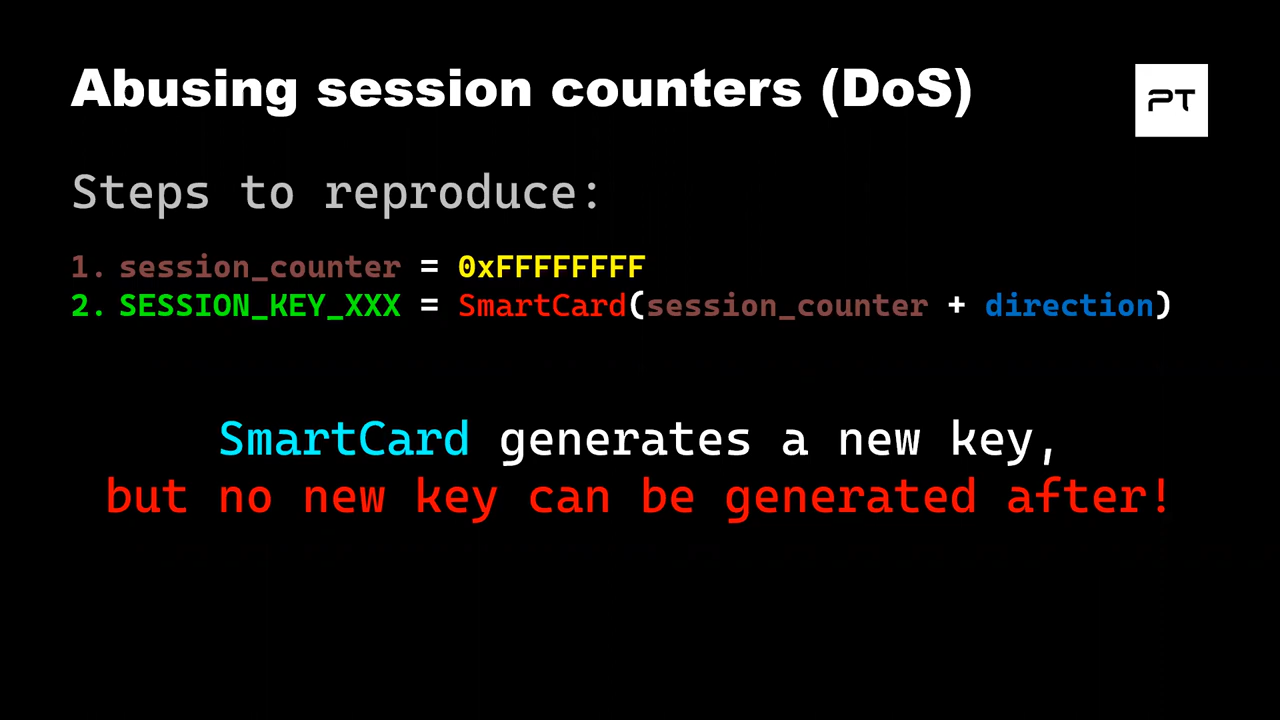 Abusing session counters (DoS)
PT
Steps to reproduce:
1. session_counter = 0xFFFFFFFF
2. SESSION_KEY_XXX = SmartCard(session_counter + direction)
SmartCard generates a new key,
but no new key can be generated after!